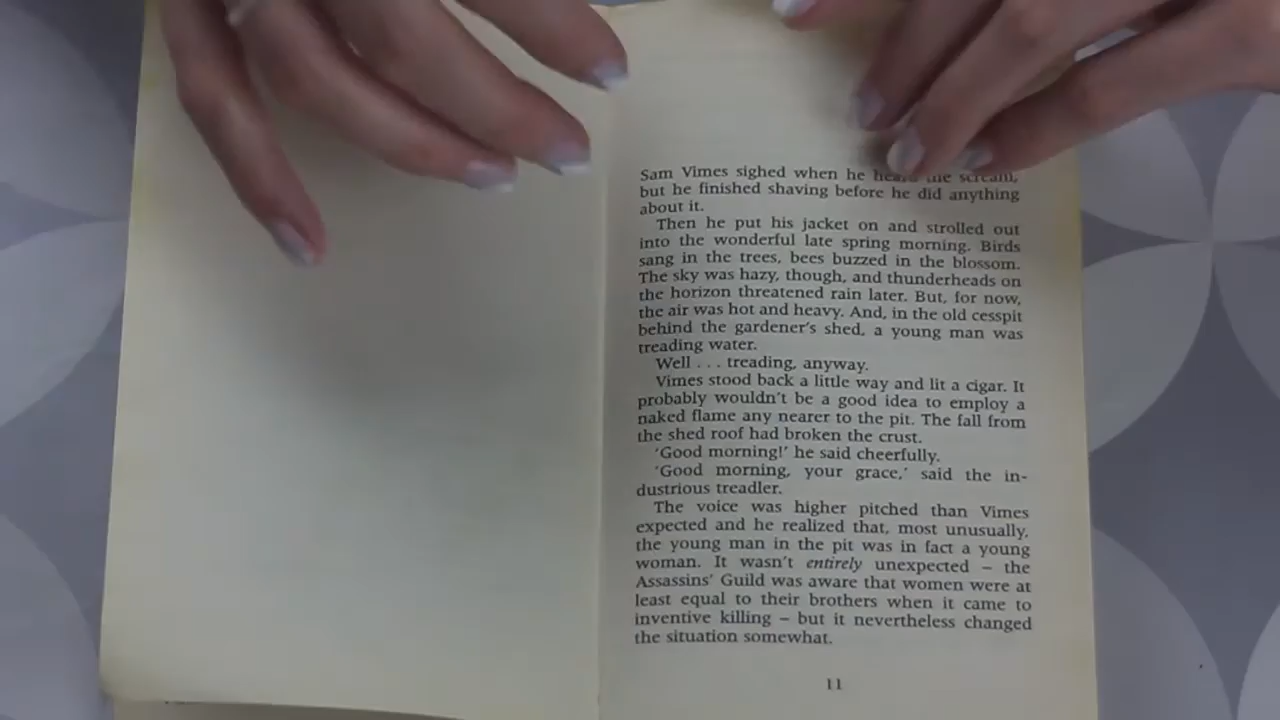 Sam Vimes sighed when he heard the scream,
but he finished shaving before he did anything
about it.
Then he put his jacket on and strolled out
into the wonderful late spring morning. Birds
sang in the trees, bees buzzed in the blossom.
The sky was hazy, though, and thunderheads on
the horizon threatened rain later. But, for now,
the air was hot and heavy. And, in the old cesspit
behind the gardener's shed, a young man was
treading water.
Well . . . treading, anyway.
Vimes stood back a little way and lit a cigar. It
probably wouldn't be a good idea to employ a
naked flame any nearer to the pit. The fall from
the shed roof had broken the crust.
‘Good morning!’ he said cheerfully.
‘Good morning, your grace,’ said the in-
dustrious treadler.
The voice was higher pitched than Vimes
expected and he realized that, most unusually,
the young man in the pit was in fact a young
woman. It wasn't entirely unexpected – the
Assassins’ Guild was aware that women were at
least equal to their brothers when it came to
inventive killing – but it nevertheless changed
the situation somewhat.
11